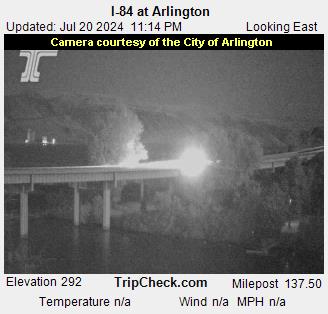 I-84 at Arlington
Updated: Jul 20 2024 11:14 PM Looking East
Camera courtesy of the City of Arlington
Elevation 292 TripCheck.com Milepost 137.50
Temperature n/a Wind n/a MPH n/a